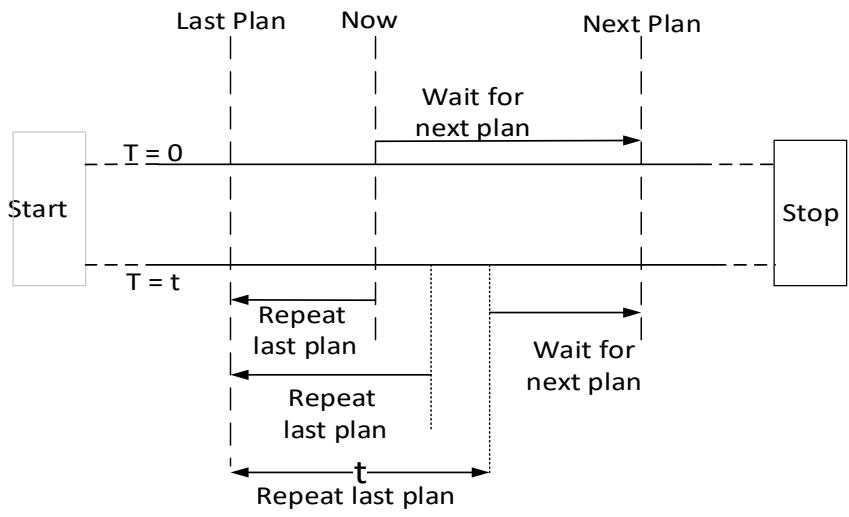 Last Plan
Now
Next Plan
Wait for
next plan
T = 0
Start
Stop
T = t
Repeat
last plan
Wait for
next plan
Repeat
last plan
t
Repeat last plan